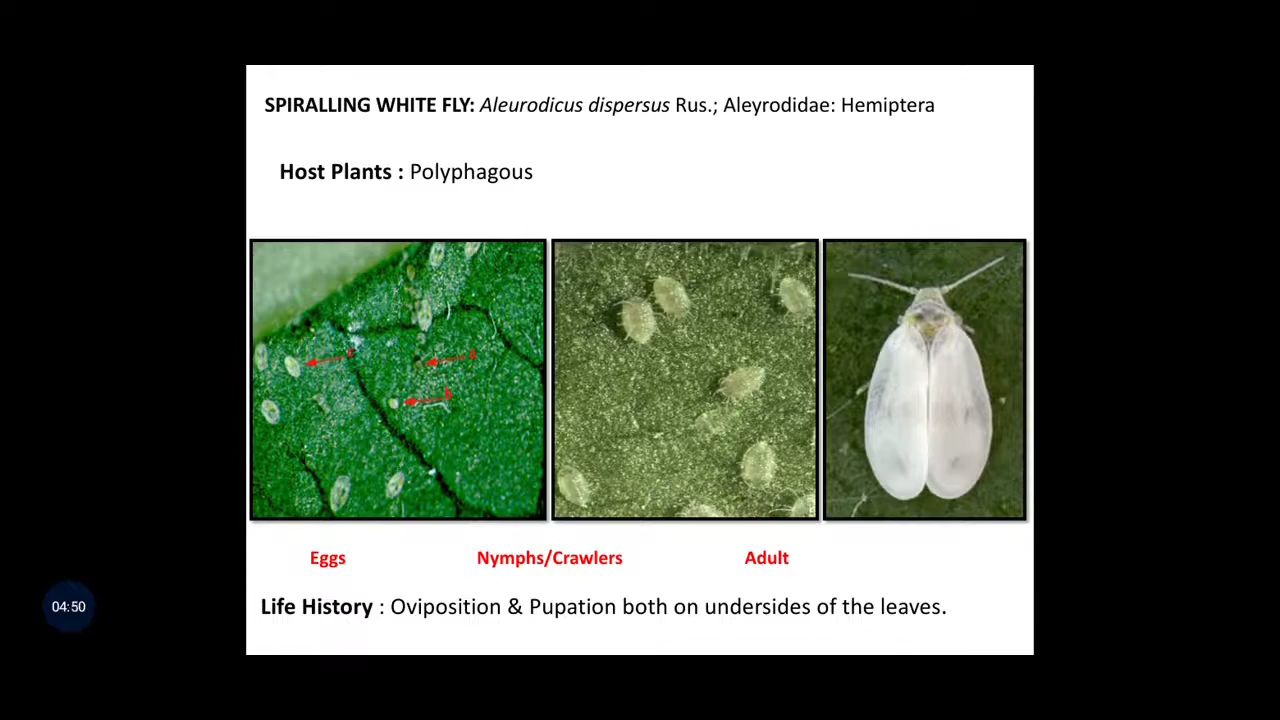 SPIRALLING WHITE FLY: Aleurodicus dispersus Rus.; Aleyrodidae: Hemiptera
Host Plants : Polyphagous
b
Eggs
Nymphs/Crawlers
Adult
04:50
Life History : Oviposition & Pupation both on undersides of the leaves.